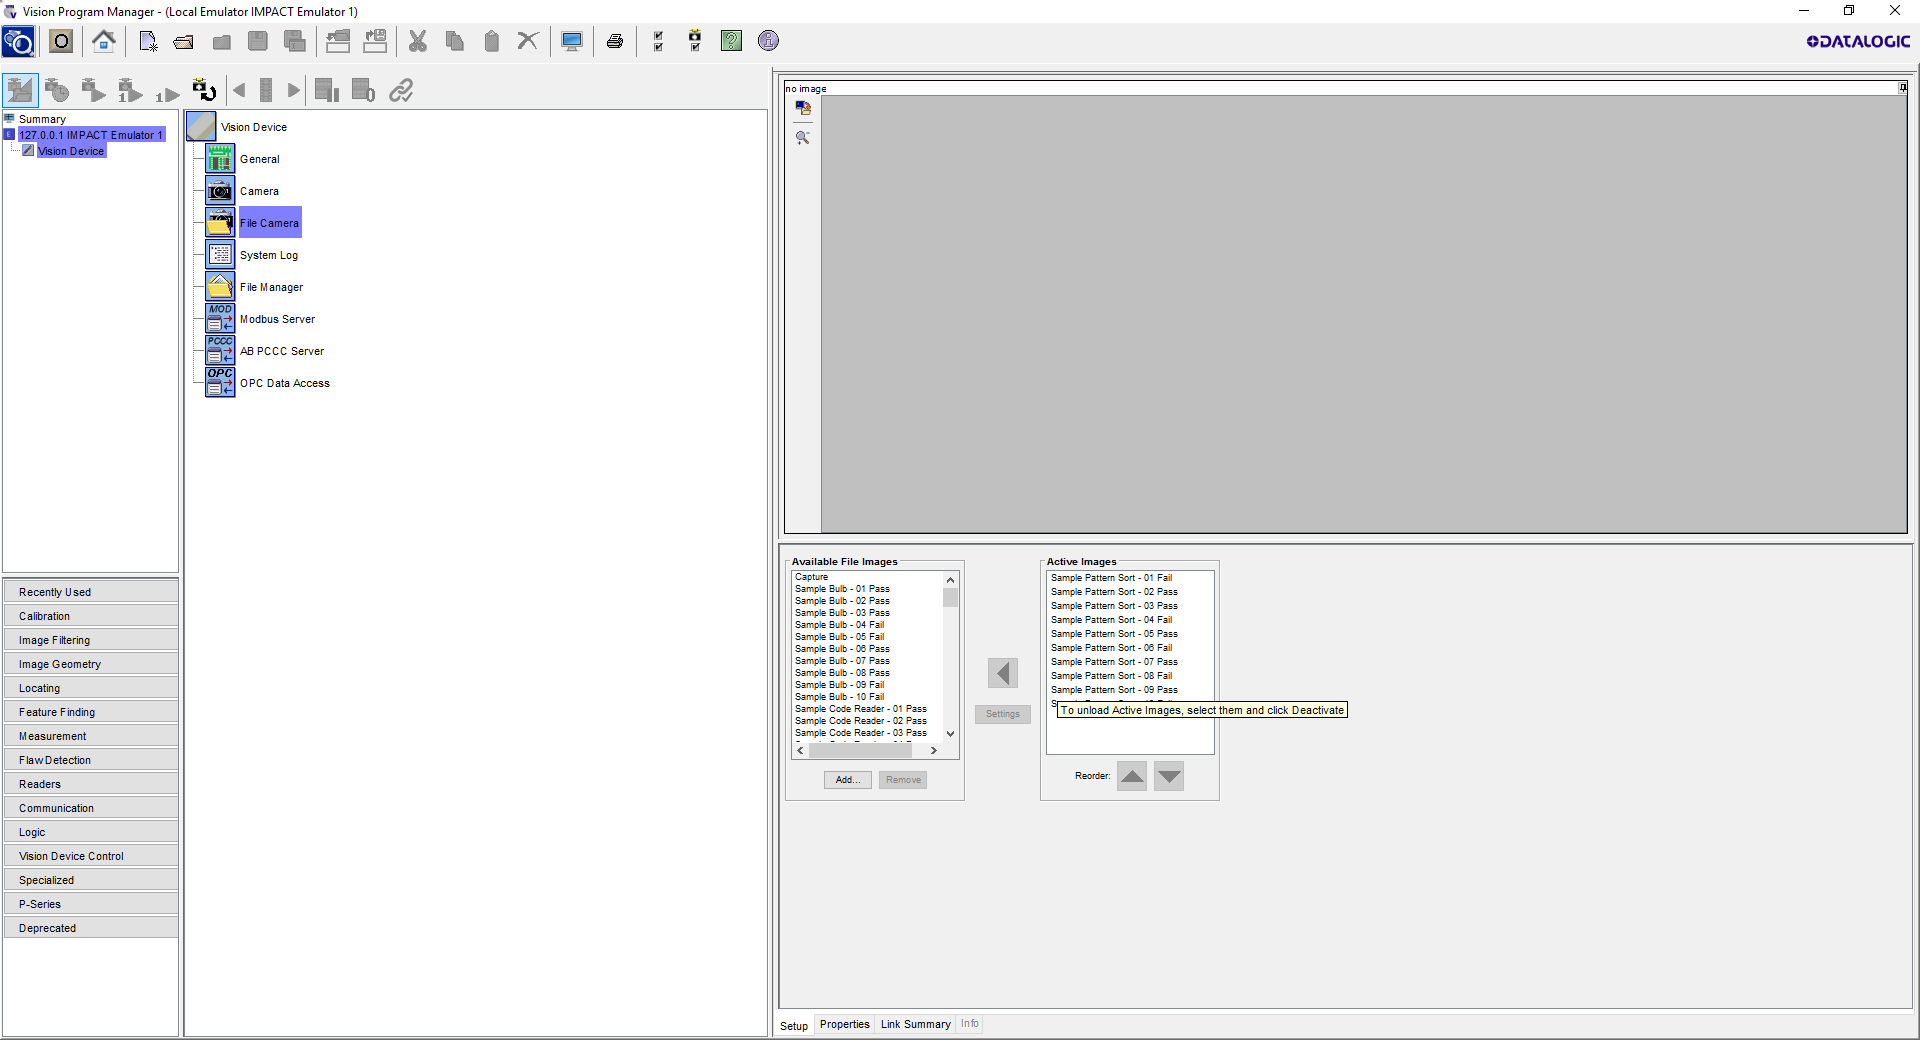 Vision Program Manager - (Local Emulator IMPACT Emulator 1)
DATALOGIC
Summary
127.0.0.1 IMPACT Emulator 1
Vision Device
Recently Used
Calibration
Image Filtering
Image Geometry
Locating
Feature Finding
Measurement
Flaw Detection
Readers
Communication
Logic
Vision Device Control
Specialized
P-Series
Deprecated
Vision Device
General
Camera
File Camera
System Log
File Manager
MOD
Modbus Server
PCCC
AB PCCC Server
OPC
OPC Data Access
no image
Available File Images
Capture
Sample Bulb - 01 Pass
Sample Bulb - 02 Pass
Sample Bulb - 03 Pass
Sample Bulb - 04 Fail
Sample Bulb - 05 Fail
Sample Bulb - 06 Pass
Sample Bulb - 07 Pass
Sample Bulb - 08 Pass
Sample Bulb - 09 Fail
Sample Bulb - 10 Fail
Sample Code Reader - 01 Pass
Sample Code Reader - 02 Pass
Sample Code Reader - 03 Pass
Add...
Remove
Settings
Active Images
Sample Pattern Sort - 01 Fail
Sample Pattern Sort - 02 Pass
Sample Pattern Sort - 03 Pass
Sample Pattern Sort - 04 Fail
Sample Pattern Sort - 05 Pass
Sample Pattern Sort - 06 Fail
Sample Pattern Sort - 07 Pass
Sample Pattern Sort - 08 Fail
Sample Pattern Sort - 09 Pass
To unload Active Images, select them and click Deactivate
Reorder:
Setup
Properties
Link Summary
Info